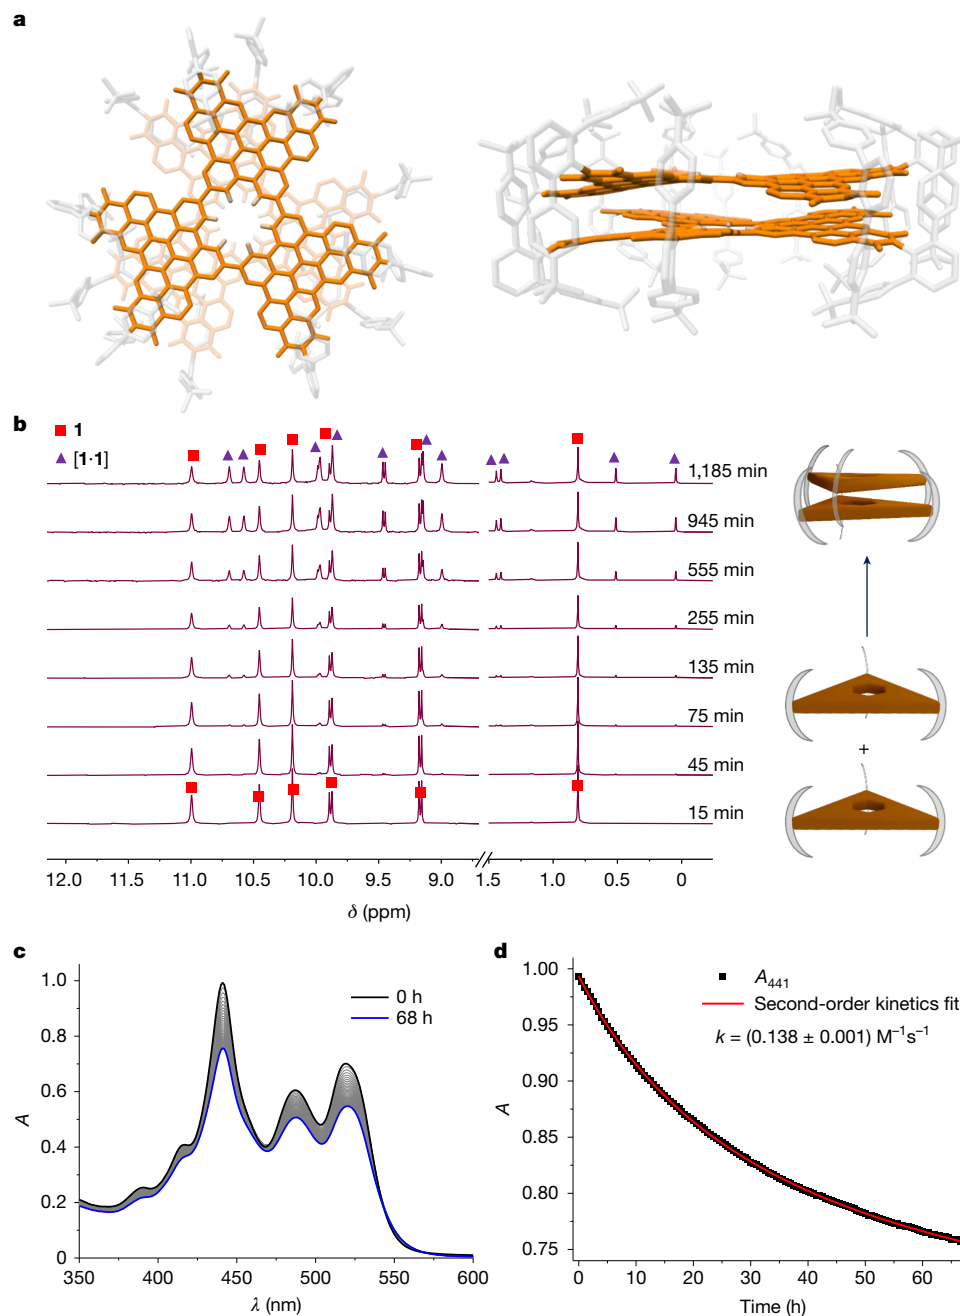 a
b
1
[1·1]
1,185 min
945 min
555 min
255 min
135 min
75 min
45 min
15 min
+
12.0 11.5 11.0 10.5 10.0 9.5 9.0 1.5 1.0 0.5 0
δ (ppm)
c
d
1.0
0.8
0.6
0.4
0.2
0
A
0 h
68 h
350 400 450 500 550 600
λ (nm)
1.00
0.95
0.90
0.85
0.80
0.75
A
A441
Second-order kinetics fit
k = (0.138 ± 0.001) M⁻¹s⁻¹
0 10 20 30 40 50 60
Time (h)